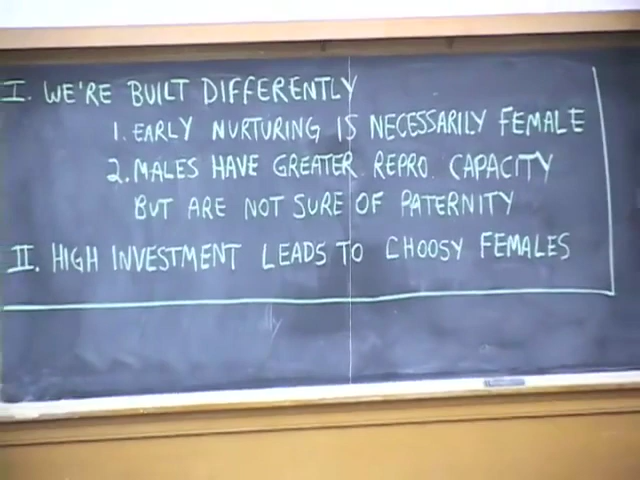 I. WE'RE BUILT DIFFERENTLY
1. EARLY NURTURING IS NECESSARILY FEMALE
2. MALES HAVE GREATER REPRO. CAPACITY
BUT ARE NOT SURE OF PATERNITY
II. HIGH INVESTMENT LEADS TO CHOOSY FEMALES